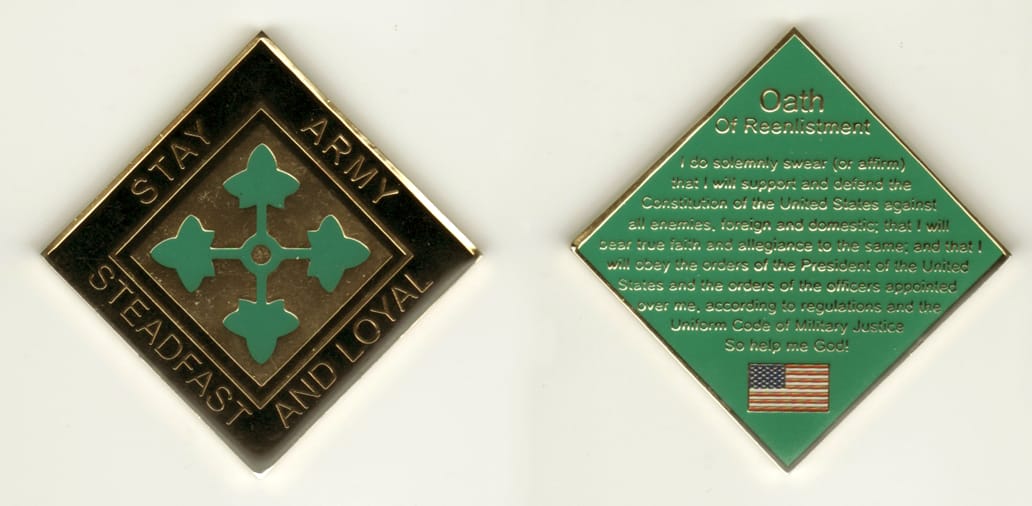 STAY ARMY
STEADFAST AND LOYAL
Oath
Of Reenlistment
I do solemnly swear (or affirm)
that I will support and defend the
Constitution of the United States against
all enemies, foreign and domestic; that I will
bear true faith and allegiance to the same; and that I
will obey the orders of the President of the United
States and the orders of the officers appointed
over me, according to regulations and the
Uniform Code of Military Justice
So help me God!